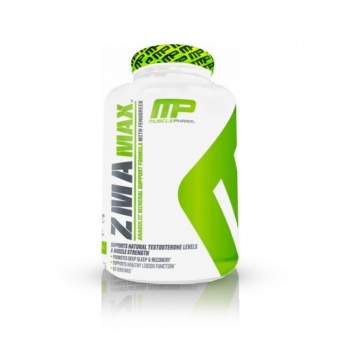 MP
MUSCLEPHARM
ZMA MAX
ANABOLIC MINERAL SUPPORT FORMULA WITH FENUGREEK
SUPPORTS NATURAL TESTOSTERONE LEVELS
& MUSCLE STRENGTH
• PROMOTES DEEP SLEEP & RECOVERY
• SUPPORTS HEALTHY LIBIDO FUNCTION